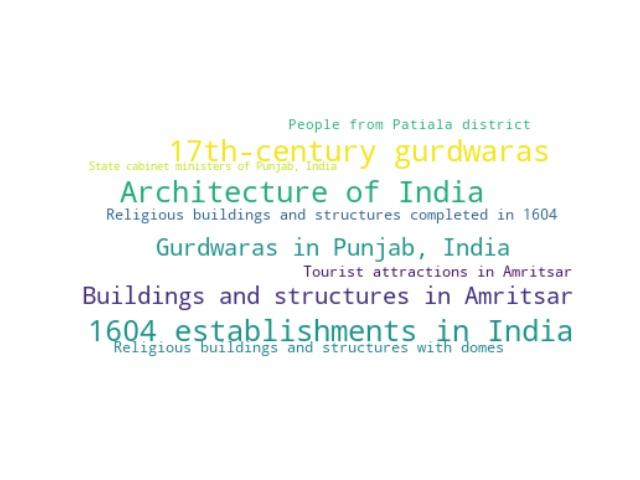 People from Patiala district
17th-century gurdwaras
State cabinet ministers of Punjab, India
Architecture of India
Religious buildings and structures completed in 1604
Gurdwaras in Punjab, India
Tourist attractions in Amritsar
Buildings and structures in Amritsar
1604 establishments in India
Religious buildings and structures with domes